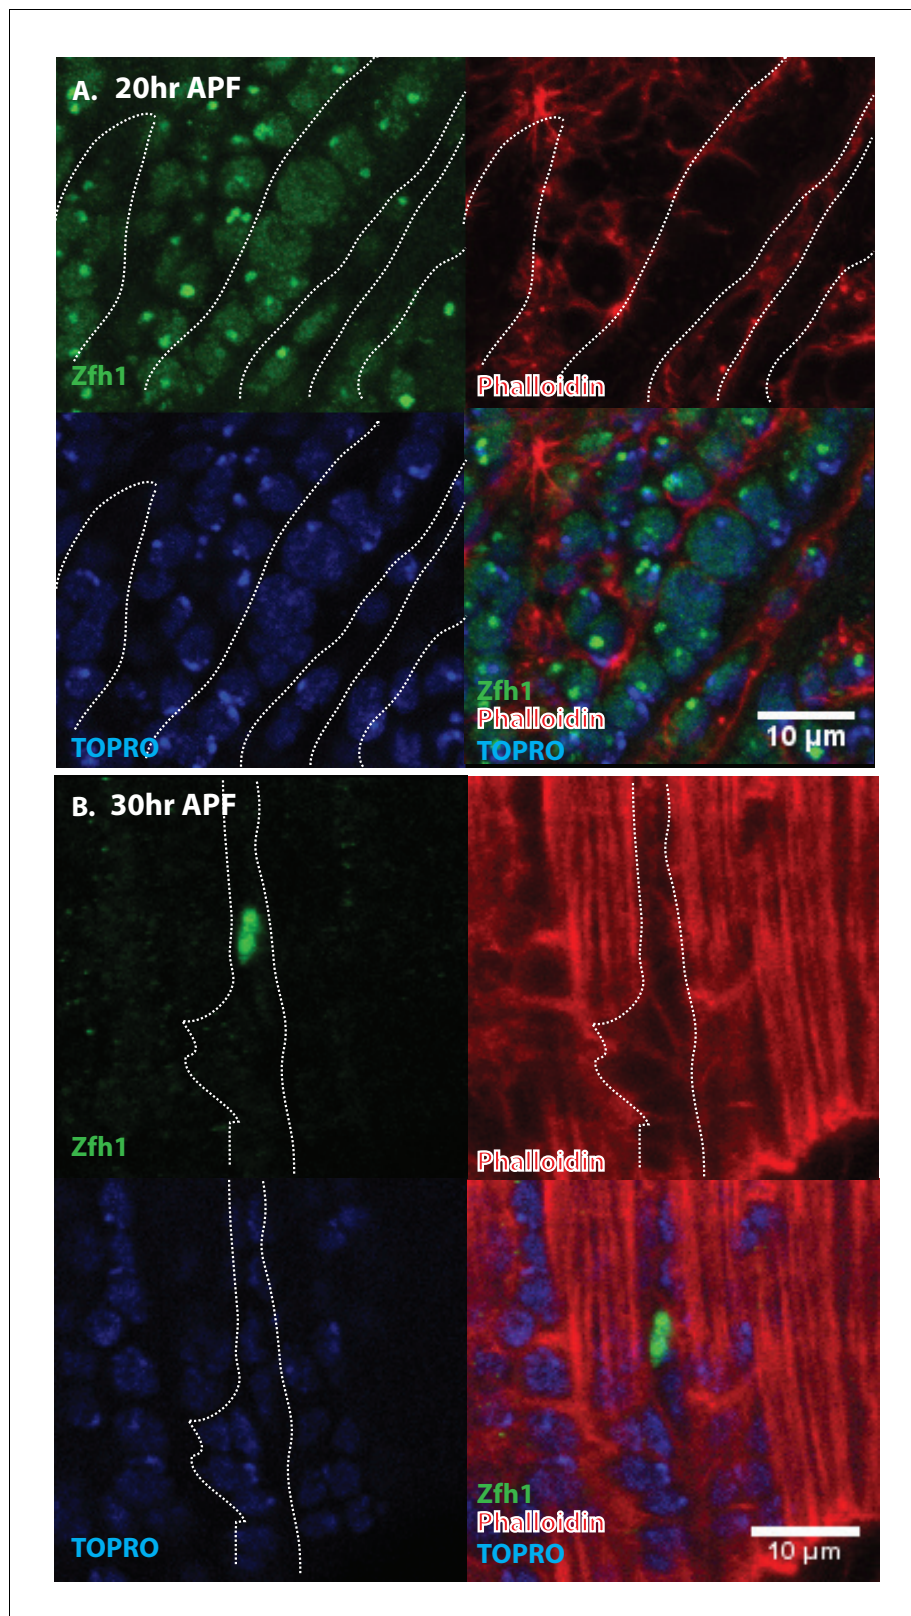 A. 20hr APF
Zfh1
Phalloidin
TOPRO
Zfh1
Phalloidin
TOPRO
10 µm
B. 30hr APF
Zfh1
Phalloidin
TOPRO
Zfh1
Phalloidin
TOPRO
10 µm